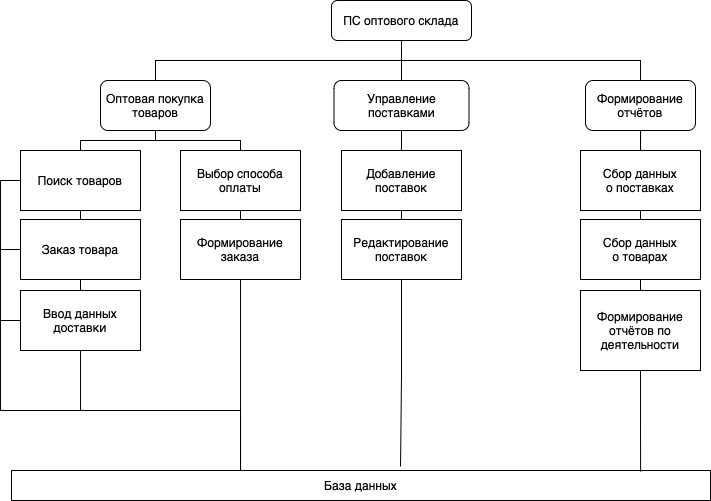 ПС оптового склада
Оптовая покупка
товаров
Управление
поставками
Формирование
отчётов
Поиск товаров
Выбор способа
оплаты
Добавление
поставок
Сбор данных
о поставках
Заказ товара
Формирование
заказа
Редактирование
поставок
Сбор данных
о товарах
Ввод данных
доставки
Формирование
отчётов по
деятельности
База данных